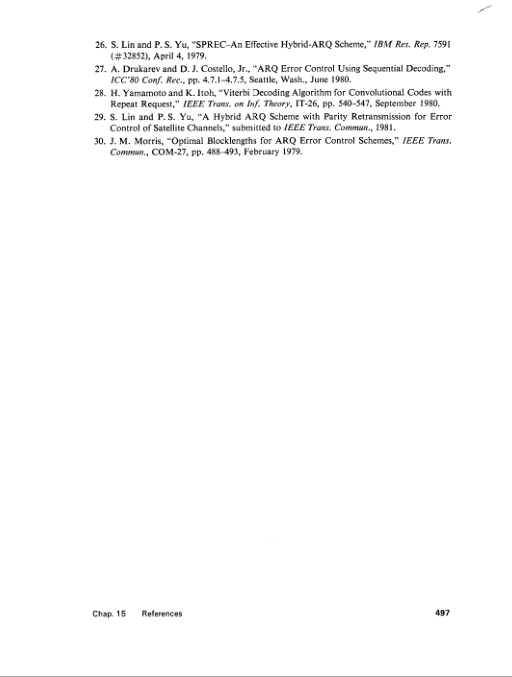 26. S. Lin and P. S. Yu, “SPREC–An Effective Hybrid-ARQ Scheme,” IBM Res. Rep. 7591
(#32852), April 4, 1979.
27. A. Drukarev and D. J. Costello, Jr., “ARQ Error Control Using Sequential Decoding,”
ICC’80 Conf. Rec., pp. 4.7.1–4.7.5, Seattle, Wash., June 1980.
28. H. Yamamoto and K. Itoh, “Viterbi Decoding Algorithm for Convolutional Codes with
Repeat Request,” IEEE Trans. on Inf. Theory, IT-26, pp. 540–547, September 1980.
29. S. Lin and P. S. Yu, “A Hybrid ARQ Scheme with Parity Retransmission for Error
Control of Satellite Channels,” submitted to IEEE Trans. Commun., 1981.
30. J. M. Morris, “Optimal Blocklengths for ARQ Error Control Schemes,” IEEE Trans.
Commun., COM-27, pp. 488–493, February 1979.
Chap. 15 References 497